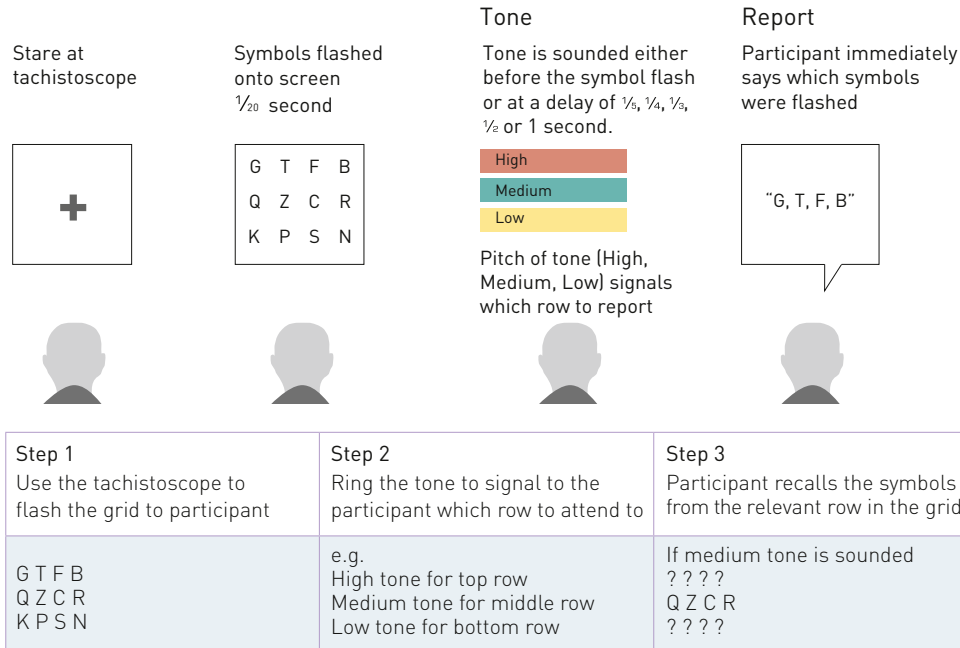 Stare at
tachistoscope
Symbols flashed
onto screen
1/20 second
G T F B
Q Z C R
K P S N
Tone
Tone is sounded either
before the symbol flash
or at a delay of 1/5, 1/4, 1/3,
1/2 or 1 second.
High
Medium
Low
Pitch of tone (High,
Medium, Low) signals
which row to report
Report
Participant immediately
says which symbols
were flashed
"G, T, F, B"
Step 1
Use the tachistoscope to
flash the grid to participant
Step 2
Ring the tone to signal to the
participant which row to attend to
Step 3
Participant recalls the symbols
from the relevant row in the grid
G T F B
Q Z C R
K P S N
e.g.
High tone for top row
Medium tone for middle row
Low tone for bottom row
If medium tone is sounded
? ? ? ?
Q Z C R
? ? ? ?